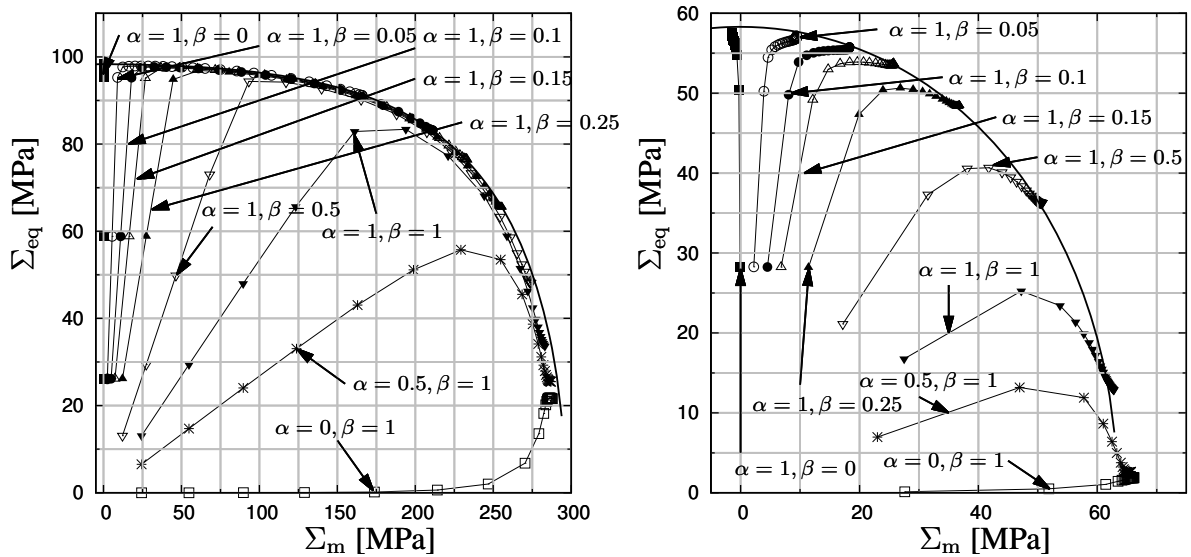 α = 1, β = 0
α = 1, β = 0.05
α = 1, β = 0.1
α = 1, β = 0.15
α = 1, β = 0.25
α = 1, β = 0.5
α = 1, β = 1
α = 0.5, β = 1
α = 0, β = 1
100
80
60
40
20
0
Σeq [MPa]
0 50 100 150 200 250 300
Σm [MPa]
α = 1, β = 0.05
α = 1, β = 0.1
α = 1, β = 0.15
α = 1, β = 0.5
α = 1, β = 1
α = 0.5, β = 1
α = 1, β = 0.25
α = 0, β = 1
α = 1, β = 0
60
50
40
30
20
10
0
Σeq [MPa]
0 20 40 60
Σm [MPa]